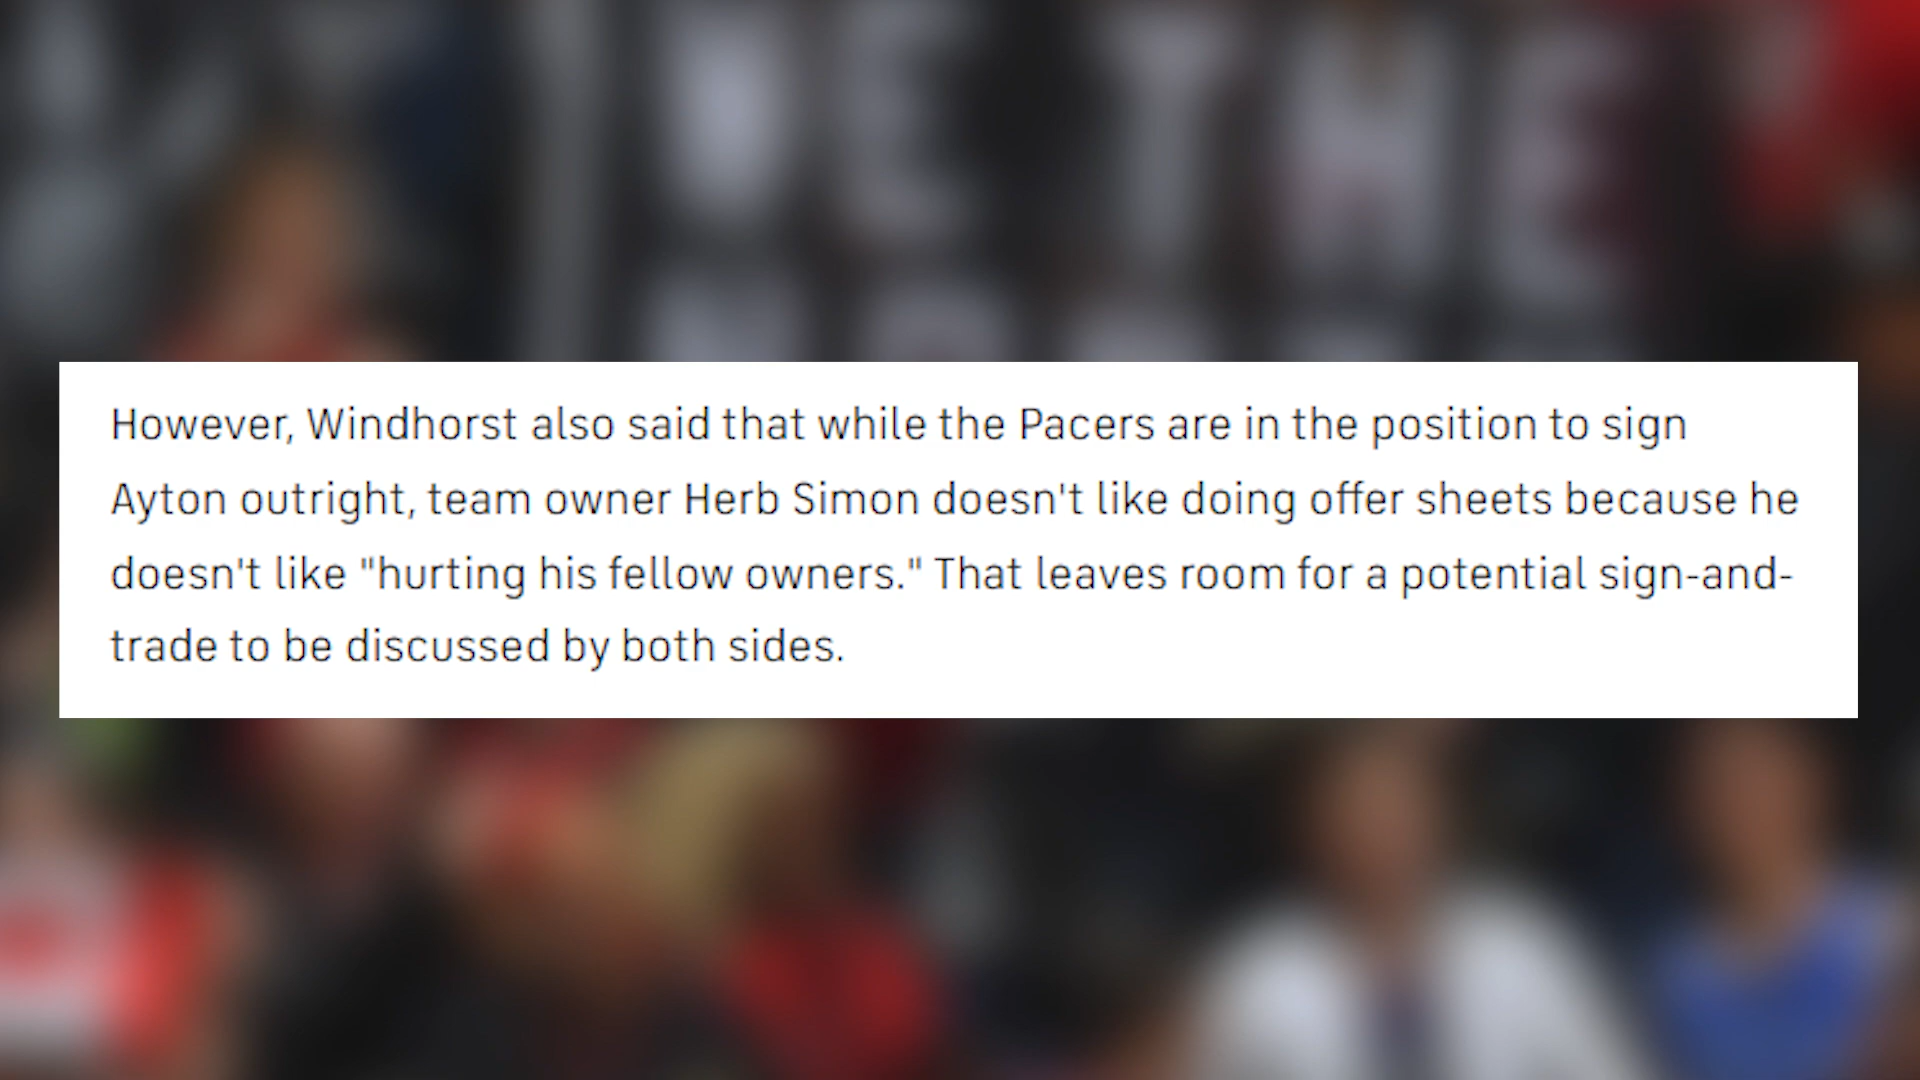 THE
However, Windhorst also said that while the Pacers are in the position to sign
Ayton outright, team owner Herb Simon doesn't like doing offer sheets because he
doesn't like "hurting his fellow owners." That leaves room for a potential sign-and-
trade to be discussed by both sides.